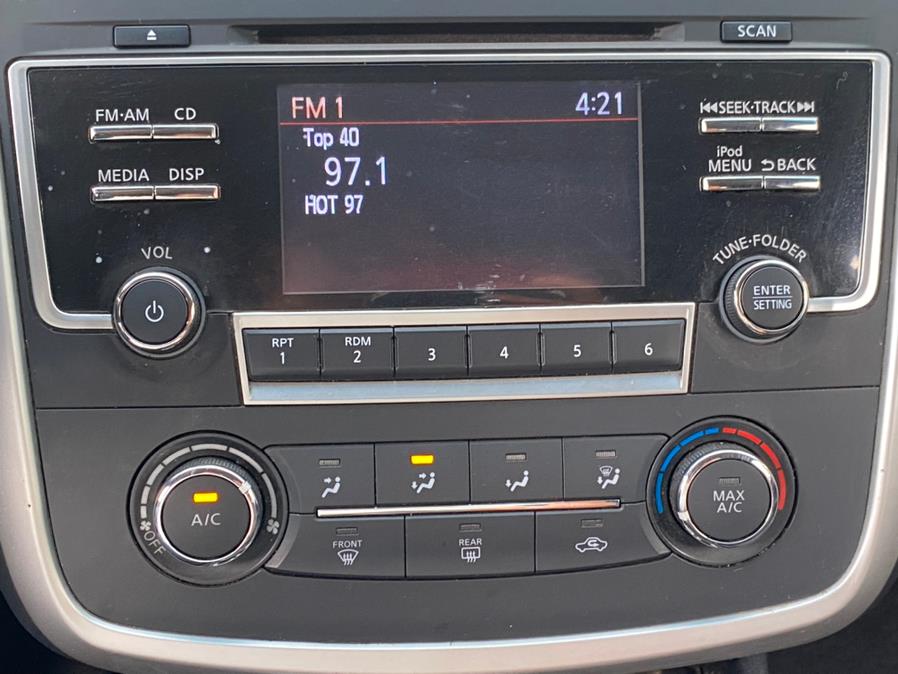 SCAN
FM·AM CD
FM 1 4:21
SEEK·TRACK
Top 40
97.1
HOT 97
MEDIA DISP
iPod
MENU BACK
VOL
TUNE·FOLDER
ENTER
SETTING
RPT
1
RDM
2
3
4
5
6
A/C
OFF
MAX
A/C
FRONT
REAR